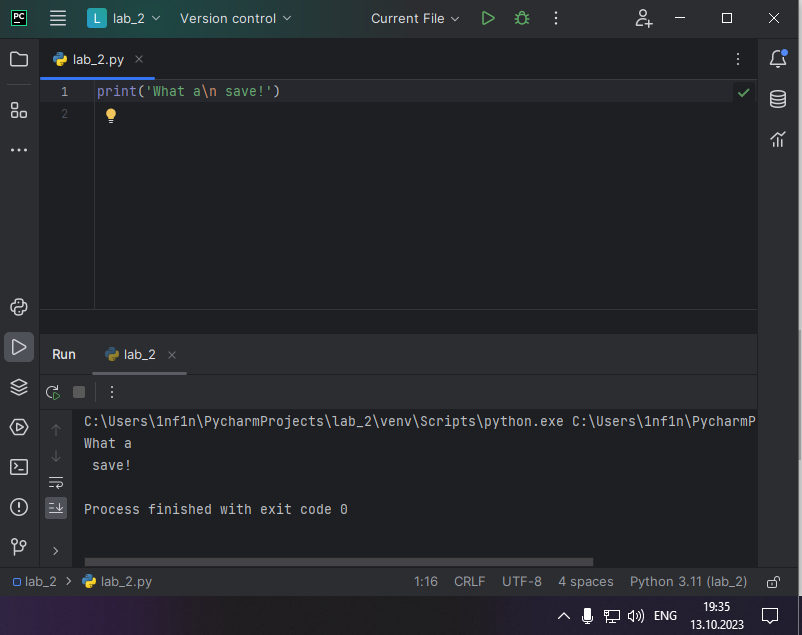 PC L lab_2 Version control Current File
lab_2.py
1 print('What a\n save!')
2
Run lab_2
C:\Users\1nf1n\PycharmProjects\lab_2\venv\Scripts\python.exe C:\Users\1nf1n\PycharmP
What a
 save!
Process finished with exit code 0
lab_2 > lab_2.py 1:16 CRLF UTF-8 4 spaces Python 3.11 (lab_2)
ENG
19:35
13.10.2023